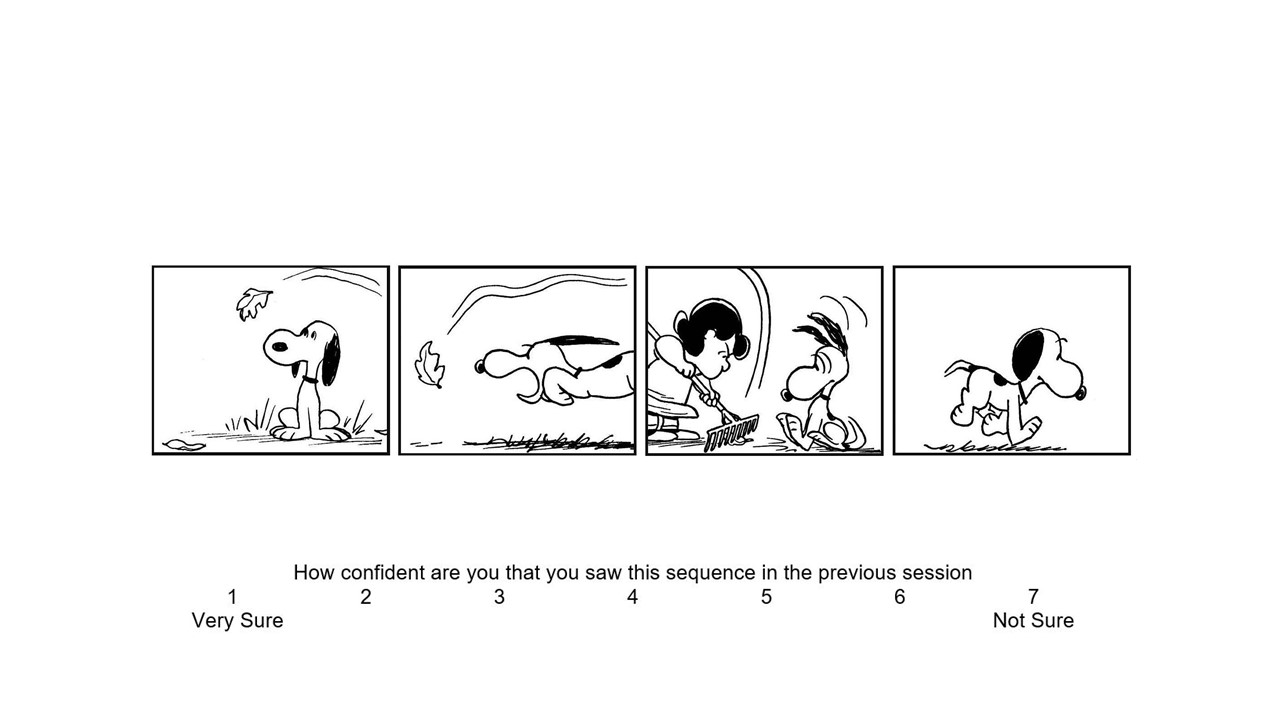 How confident are you that you saw this sequence in the previous session
1 2 3 4 5 6 7
Very Sure Not Sure